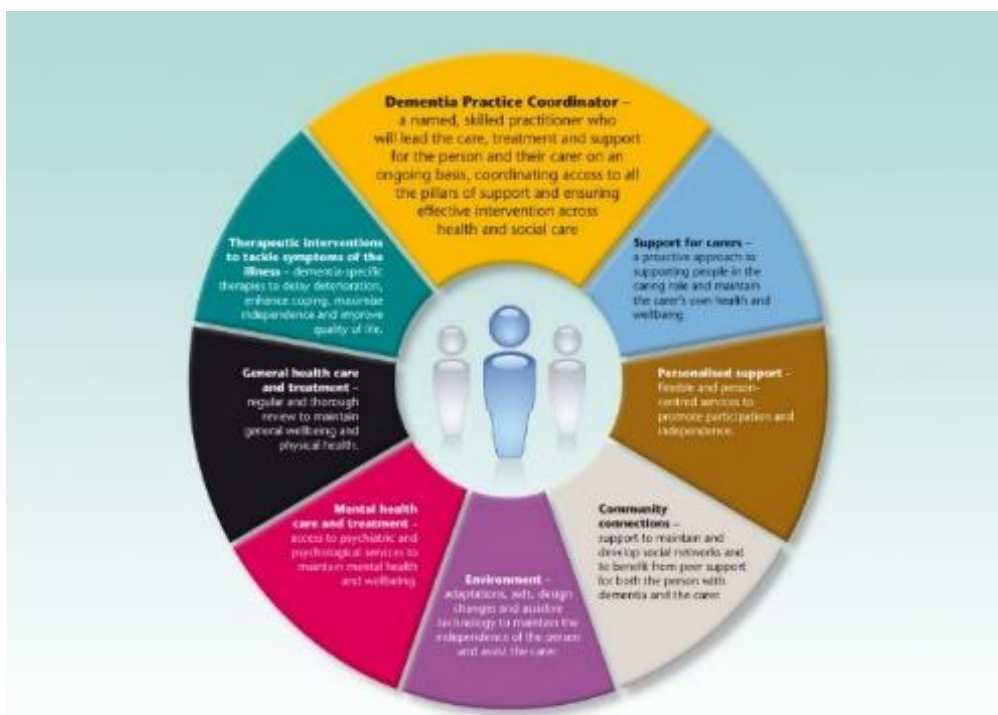 Dementia Practice Coordinator –
a named, skilled practitioner who
will lead the care, treatment and support
for the person and their carer on an
ongoing basis, coordinating access to all
the pillars of support and ensuring
effective intervention across
health and social care
Support for carers –
a proactive approach to
supporting people in the
caring role and maintain
the carer's own health and
wellbeing.
Personalised support –
flexible and person-
centred services to
promote participation and
independence.
Community
connections –
support to maintain and
develop social networks and
to benefit from peer support
for both the person with
dementia and the carer.
Environment –
adaptations, aids, design
changes and assistive
technology to maintain the
independence of the person
and assist the carer.
Mental health
care and treatment –
access to psychiatric and
psychological services to
maintain mental health
and wellbeing.
General health care
and treatment –
regular and thorough
review to maintain
general wellbeing and
physical health.
Therapeutic interventions
to tackle symptoms of the
illness – dementia-specific
therapies to delay deterioration,
enhance coping, maximise
independence and improve
quality of life.